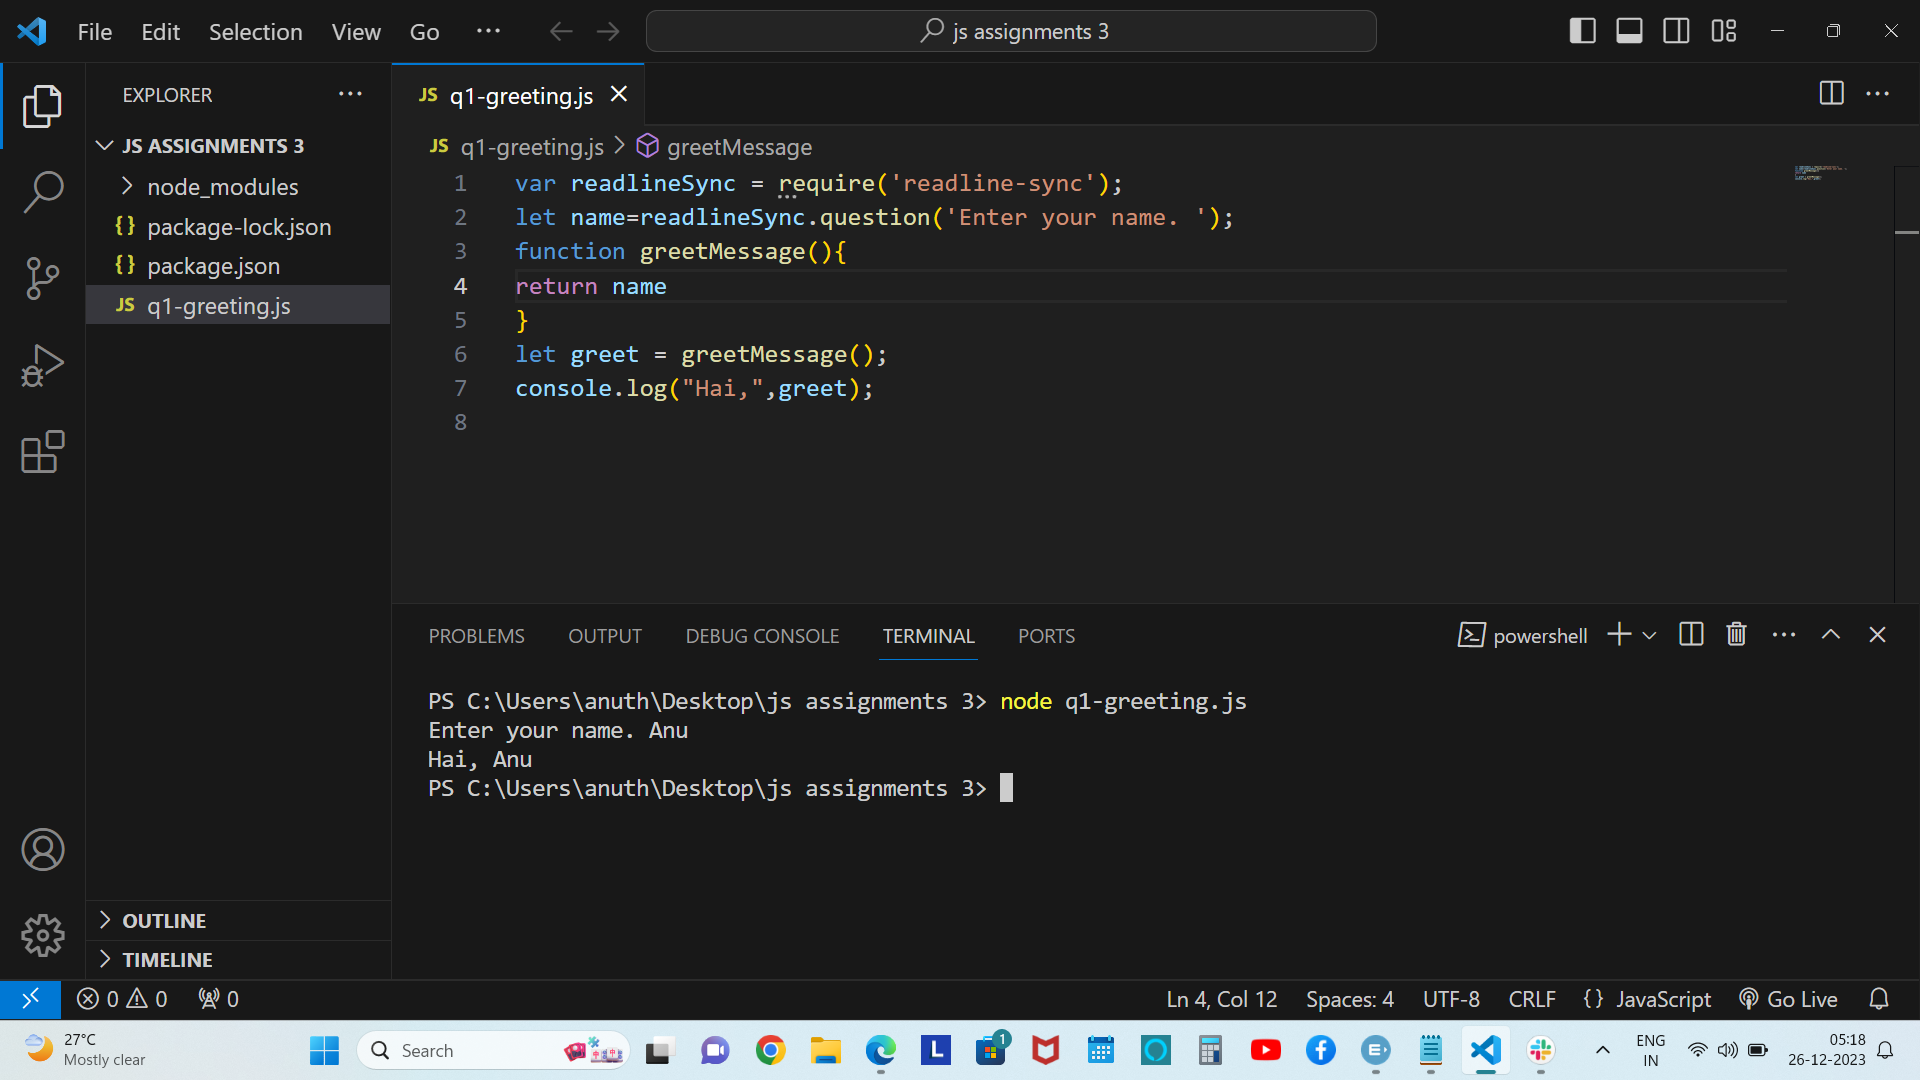 File Edit Selection View Go ···
js assignments 3
EXPLORER ···
JS ASSIGNMENTS 3
node_modules
{} package-lock.json
{} package.json
JS q1-greeting.js
OUTLINE
TIMELINE
JS q1-greeting.js
JS q1-greeting.js > greetMessage
1 var readlineSync = require('readline-sync');
2 let name=readlineSync.question('Enter your name. ');
3 function greetMessage(){
4 return name
5 }
6 let greet = greetMessage();
7 console.log("Hai,",greet);
8
PROBLEMS OUTPUT DEBUG CONSOLE TERMINAL PORTS
powershell
PS C:\Users\anuth\Desktop\js assignments 3> node q1-greeting.js
Enter your name. Anu
Hai, Anu
PS C:\Users\anuth\Desktop\js assignments 3>
0 0 0
Ln 4, Col 12 Spaces: 4 UTF-8 CRLF {} JavaScript Go Live
27°C
Mostly clear
Search
L
1
E
ENG
IN
05:18
26-12-2023